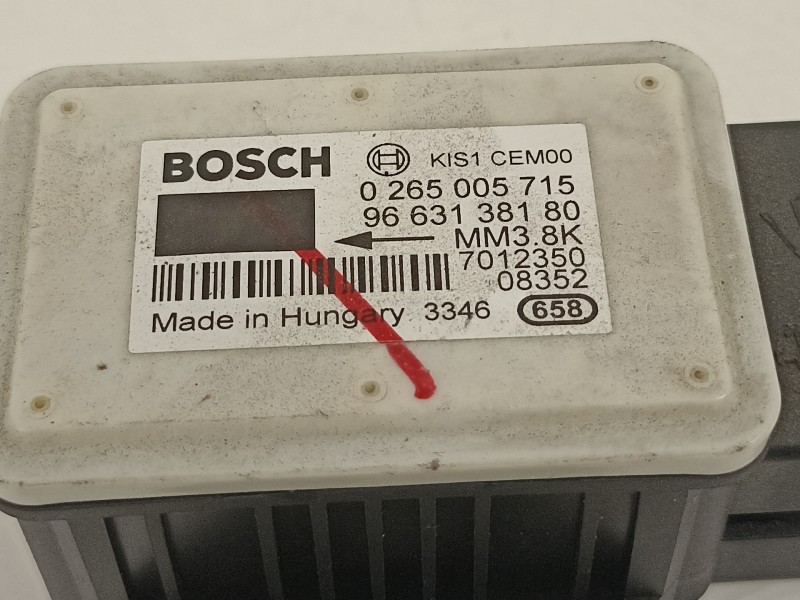 BOSCH KIS1 CEM00
0 265 005 715
96 631 381 80
MM3.8K
7012350
08352
Made in Hungary 3346 658